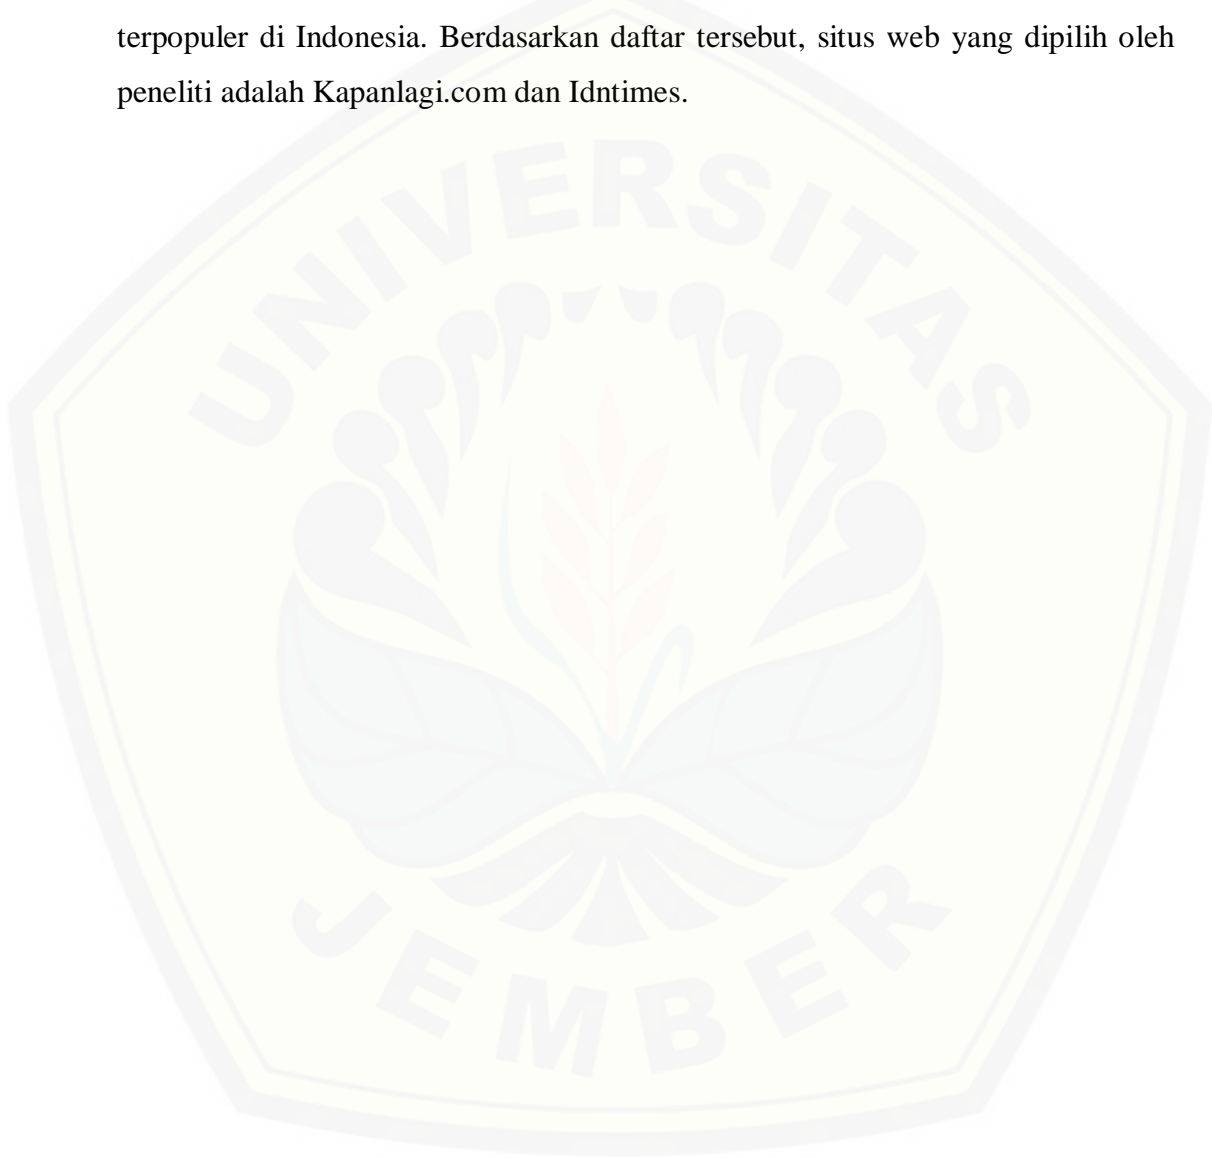 terpopuler di Indonesia. Berdasarkan daftar tersebut, situs web yang dipilih oleh
peneliti adalah Kapanlagi.com dan Idntimes.
UNIVERSITAS
JEMBER